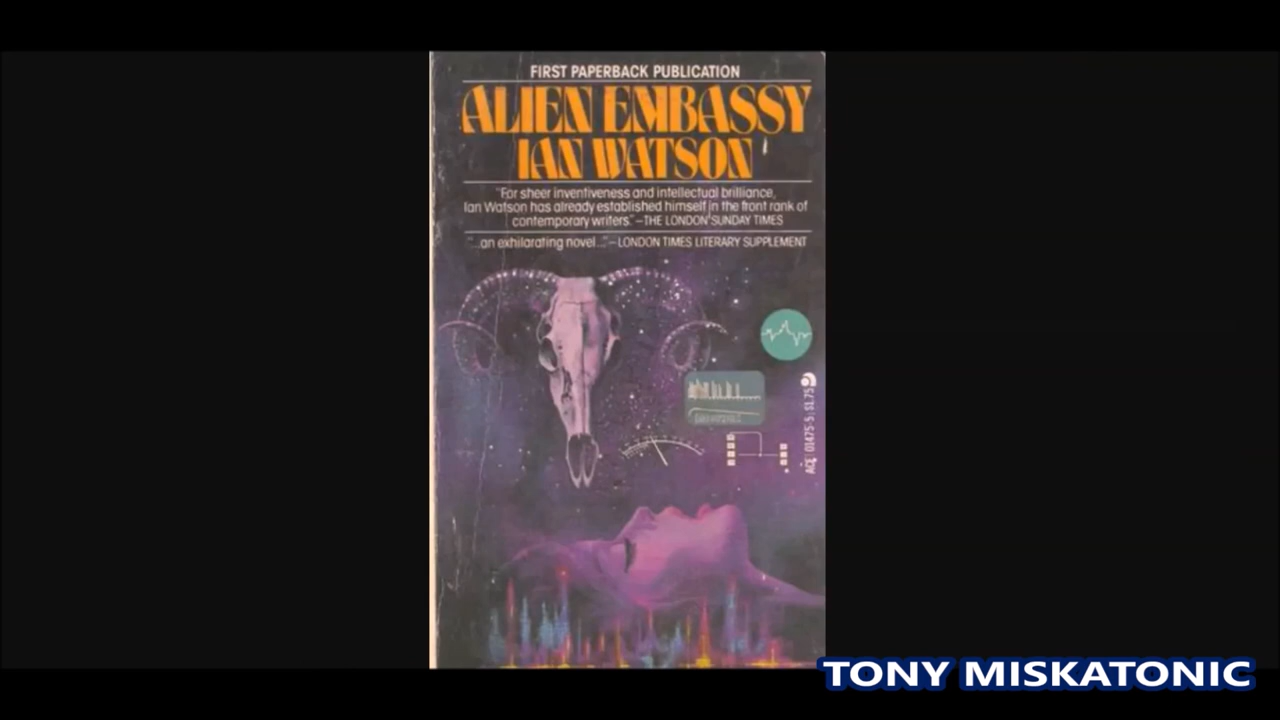 FIRST PAPERBACK PUBLICATION
ALIEN EMBASSY
IAN WATSON
"For sheer inventiveness and intellectual brilliance,
Ian Watson has already established himself in the front rank of
contemporary writers."—THE LONDON SUNDAY TIMES
"...an exhilarating novel..."—LONDON TIMES LITERARY SUPPLEMENT
ACE 01475-5 $1.75
TONY MISKATONIC